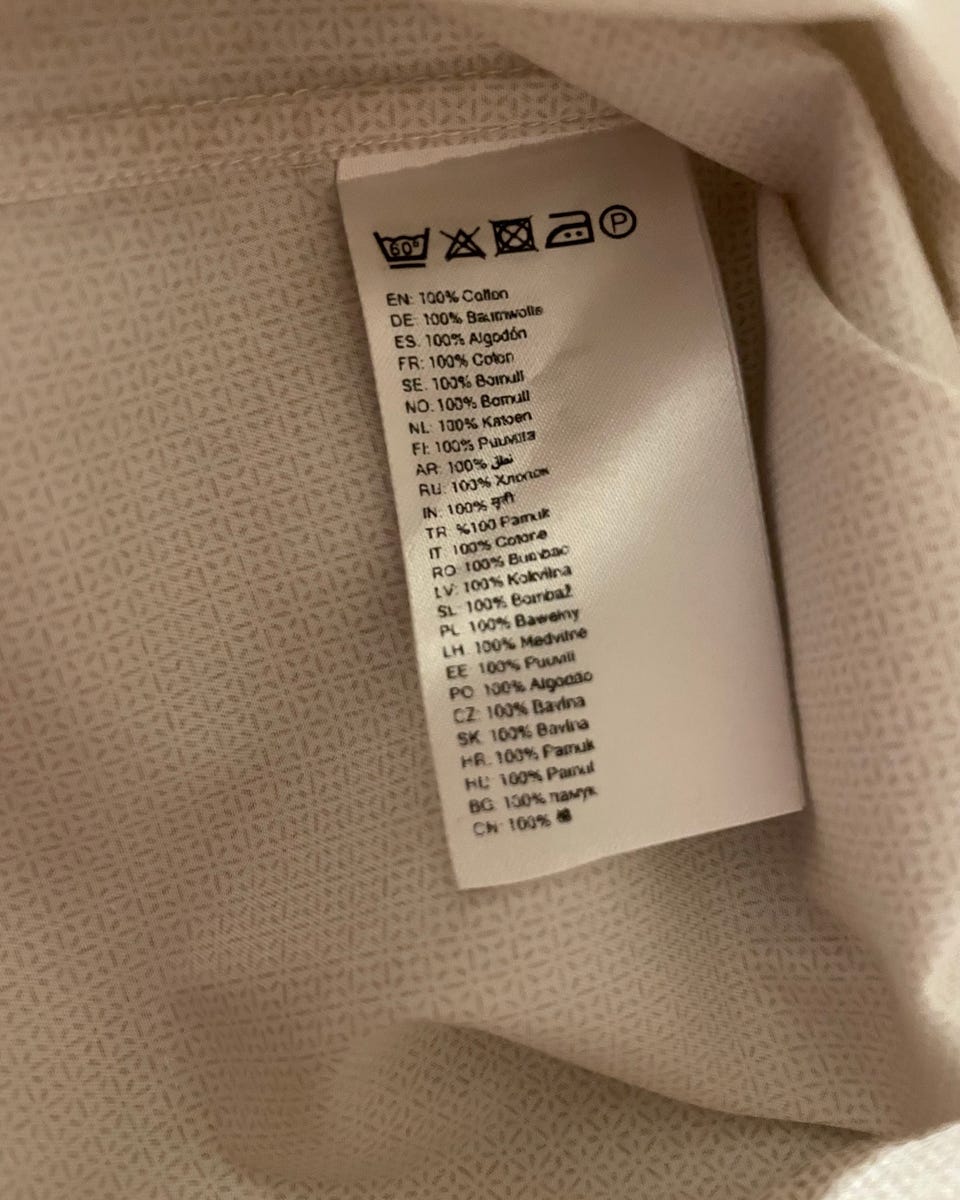 60° P
EN: 100% Cotton
DE: 100% Baumwolle
ES: 100% Algodón
FR: 100% Coton
SE: 100% Bomull
NO: 100% Bomull
NL: 100% Katoen
FI: 100% Puuvilla
AR: 100% قطن
RU: 100% Хлопок
IN: 100%
TR: %100 Pamuk
IT: 100% Cotone
RO: 100% Bumbac
LV: 100% Kokvilna
SL: 100% Bombaž
PL: 100% Bawełny
LH: 100% Medvilnė
EE: 100% Puuvill
PO: 100% Algodão
CZ: 100% Bavlna
SK: 100% Bavlna
HR: 100% Pamuk
HU: 100% Pamut
BG: 100% памук
CN: 100% 棉